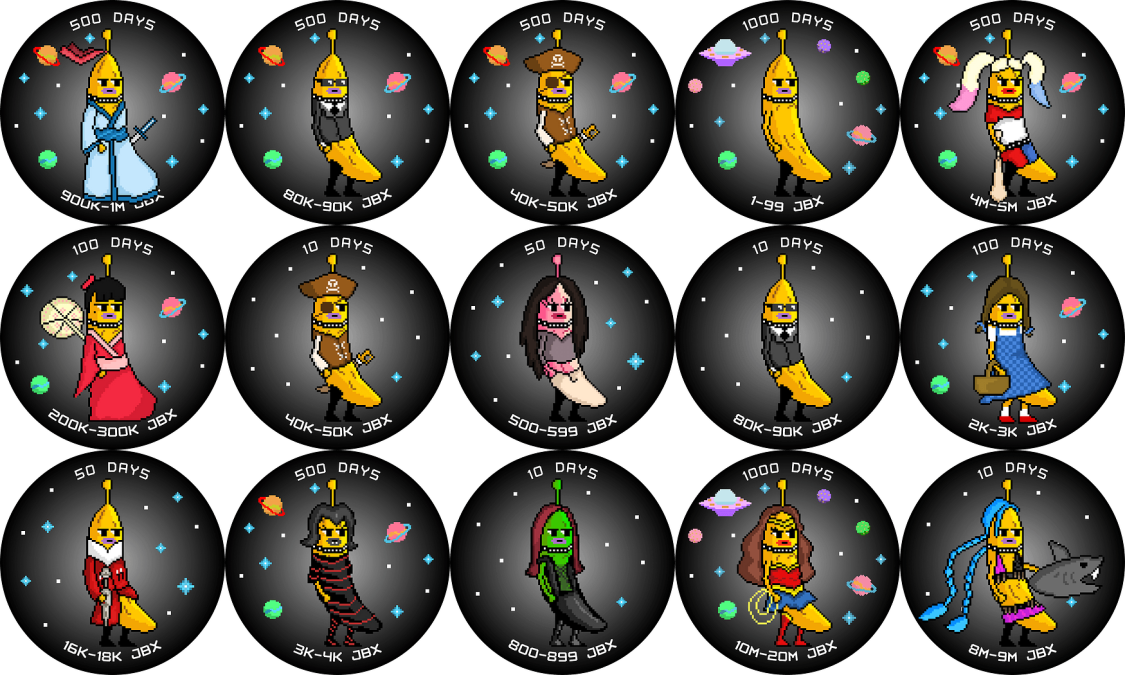 500 DAYS
900K-1M JBX
500 DAYS
80K-90K JBX
500 DAYS
40K-50K JBX
1000 DAYS
1-99 JBX
500 DAYS
4M-5M JBX
100 DAYS
200K-300K JBX
10 DAYS
40K-50K JBX
50 DAYS
500-599 JBX
10 DAYS
80K-90K JBX
100 DAYS
2K-3K JBX
50 DAYS
16K-18K JBX
500 DAYS
3K-4K JBX
10 DAYS
800-899 JBX
1000 DAYS
10M-20M JBX
10 DAYS
8M-9M JBX